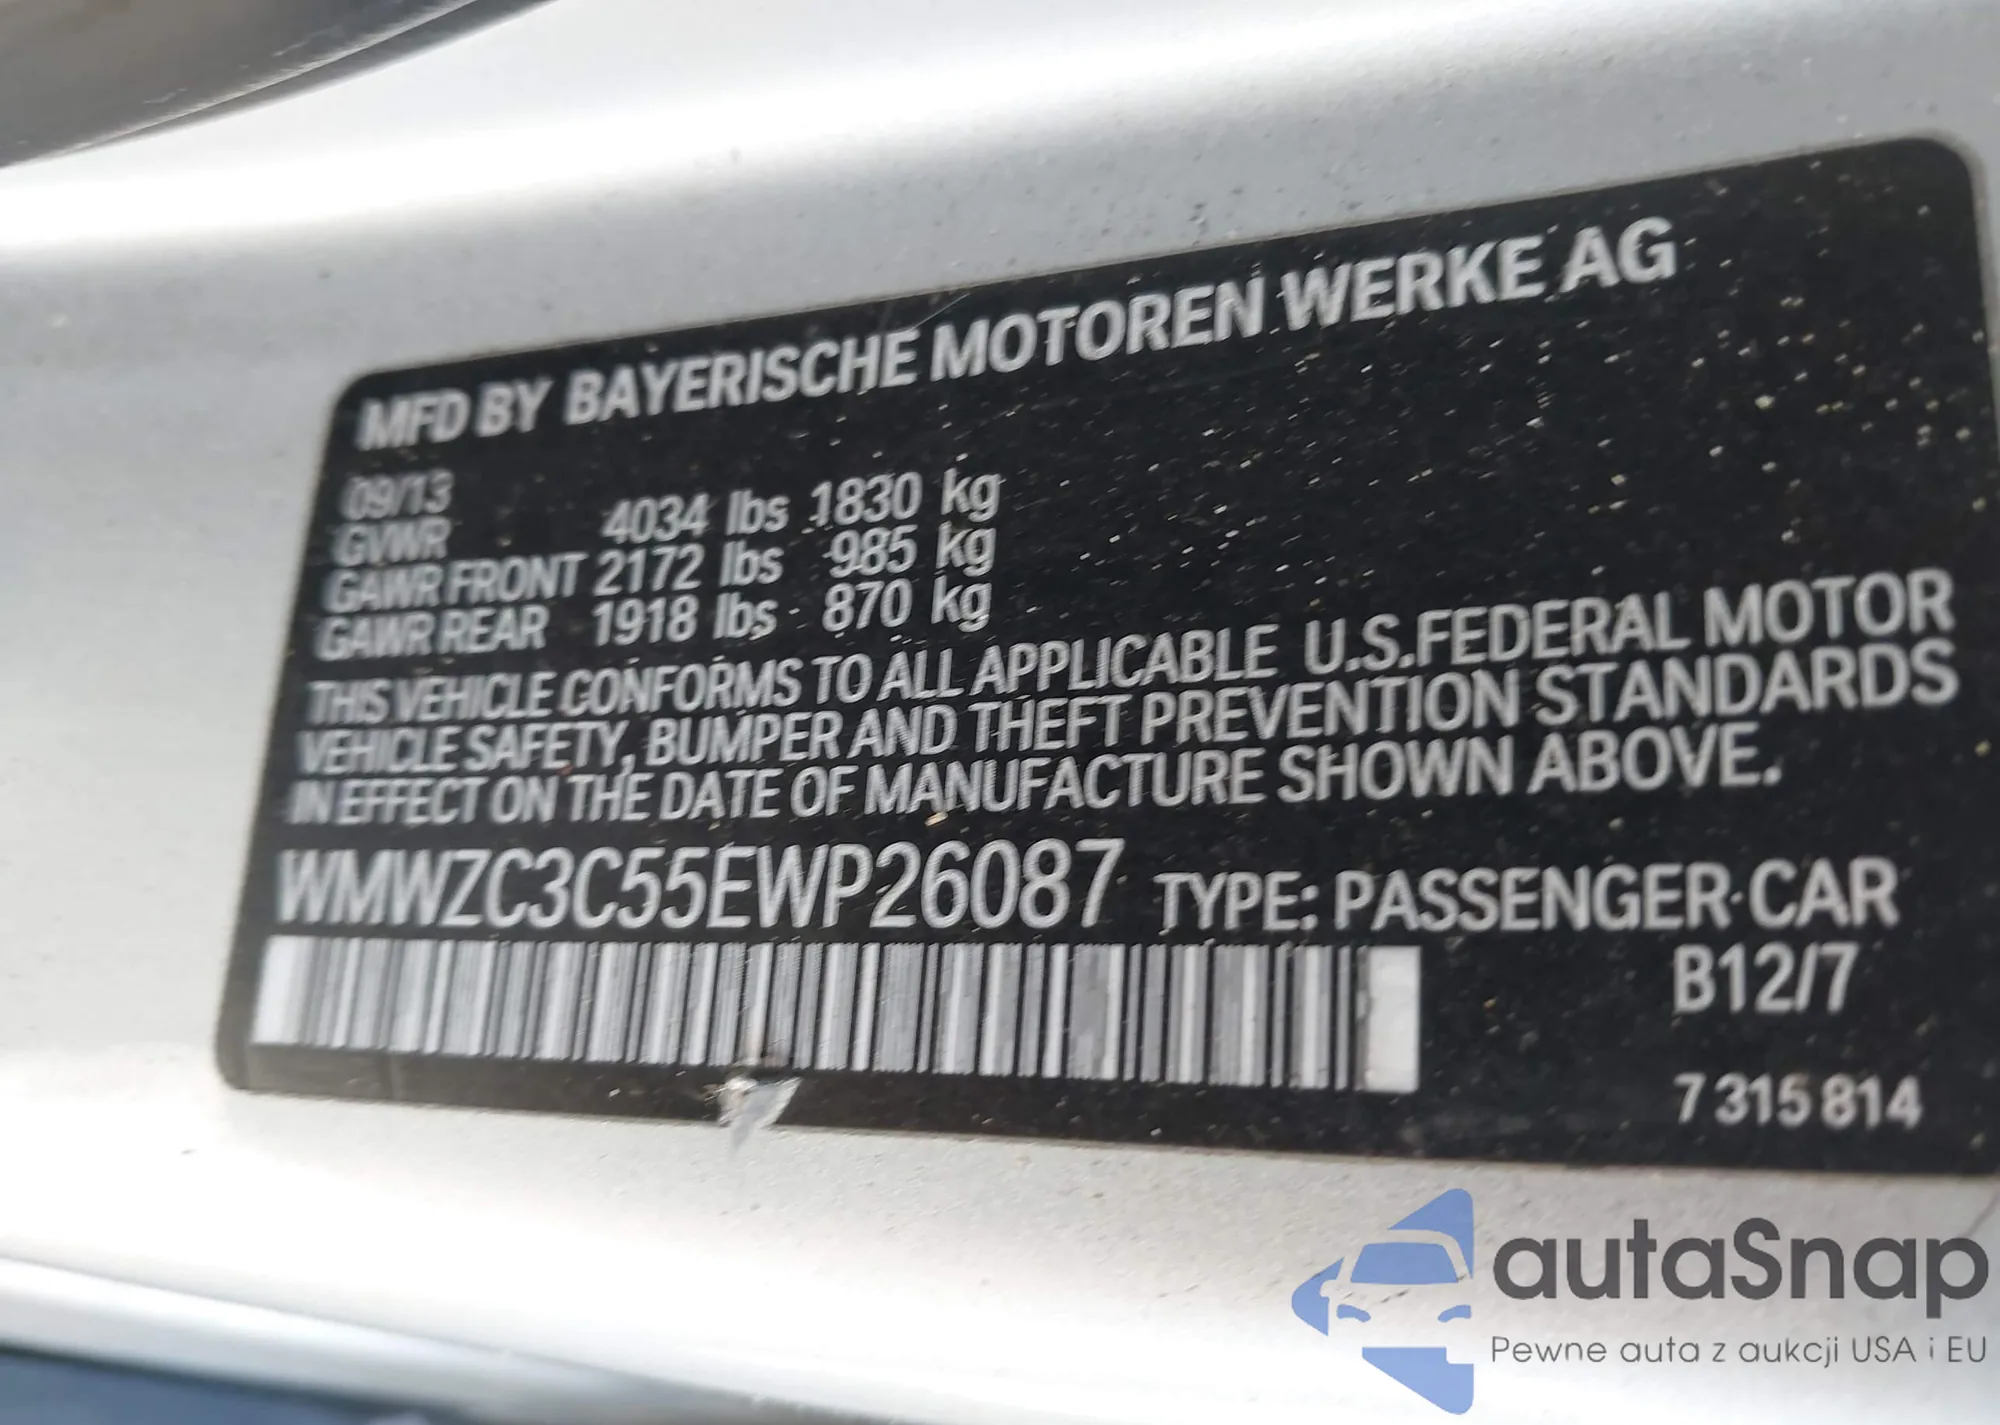 MFD BY BAYERISCHE MOTOREN WERKE AG
09/13
GVWR 4034 lbs 1830 kg
GAWR FRONT 2172 lbs 985 kg
GAWR REAR 1918 lbs 870 kg
THIS VEHICLE CONFORMS TO ALL APPLICABLE U.S.FEDERAL MOTOR
VEHICLE SAFETY, BUMPER AND THEFT PREVENTION STANDARDS
IN EFFECT ON THE DATE OF MANUFACTURE SHOWN ABOVE.
WMWZC3C55EWP26087 TYPE: PASSENGER CAR
B12/7
7 315 814
autaSnap
Pewne auta z aukcji USA i EU